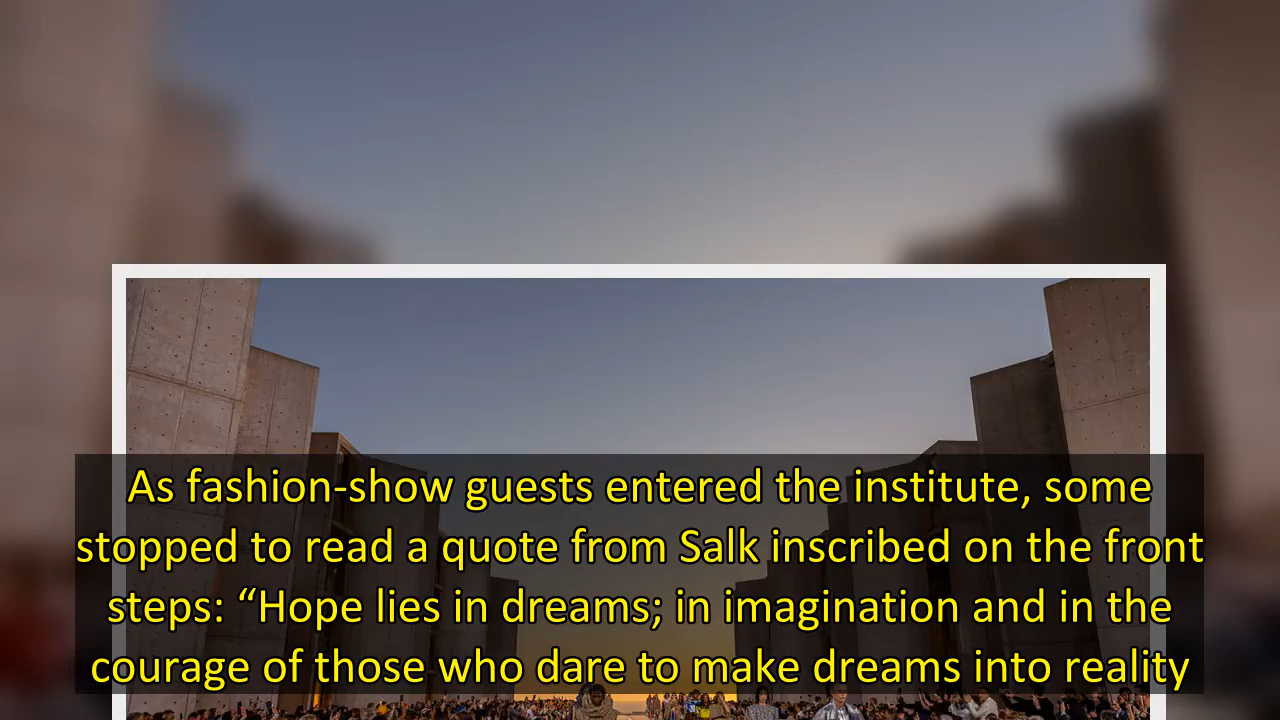 As fashion-show guests entered the institute, some
stopped to read a quote from Salk inscribed on the front
steps: “Hope lies in dreams; in imagination and in the
courage of those who dare to make dreams into reality